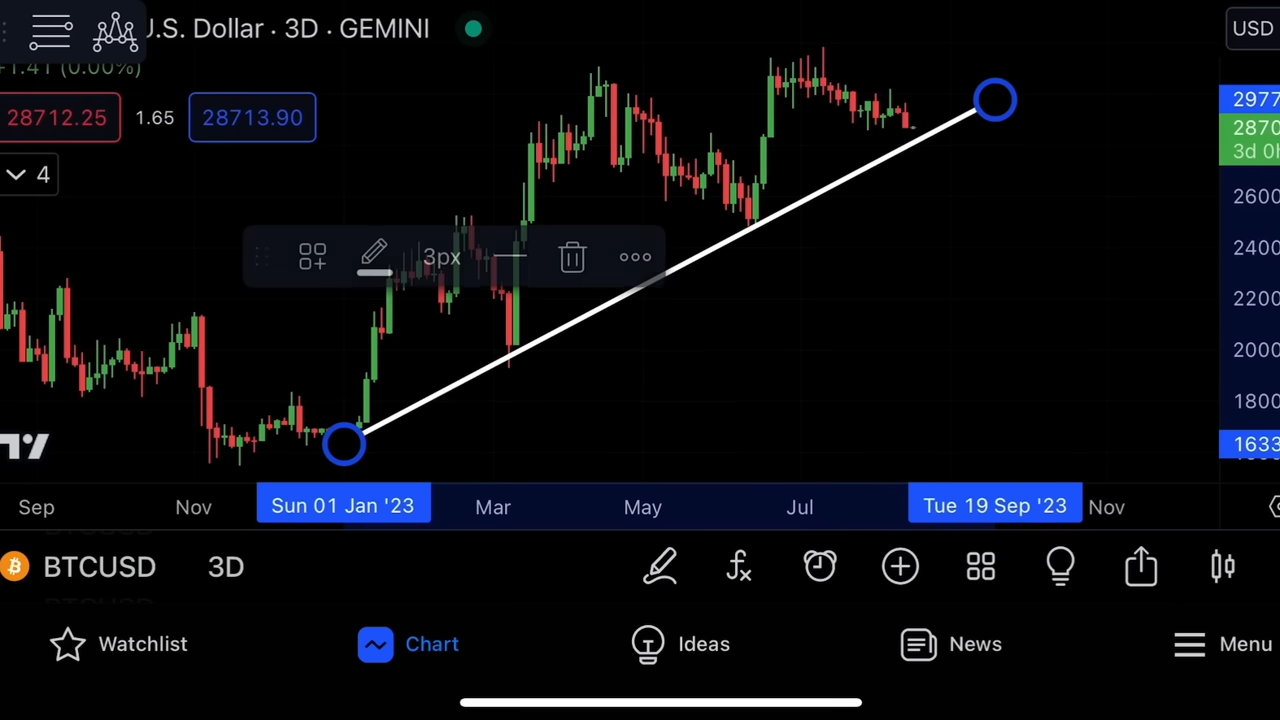 J.S. Dollar · 3D · GEMINI
USD
+1.41 (0.00%)
28712.25
1.65
28713.90
4
2977
2870
3d 0h
3px
2600
2400
2200
2000
1800
1633
Sep
Nov
Sun 01 Jan '23
Mar
May
Jul
Tue 19 Sep '23
Nov
BTCUSD
3D
Watchlist
Chart
Ideas
News
Menu